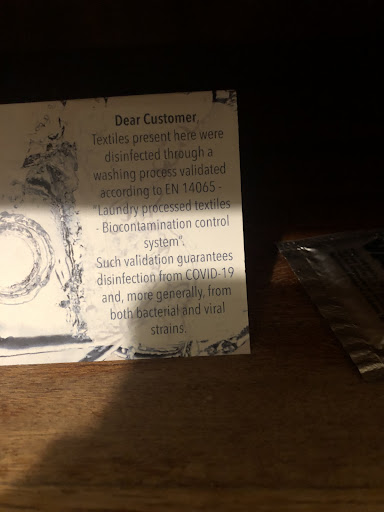 Dear Customer,
Textiles present here were
disinfected through a
washing process validated
according to EN 14065 -
"Laundry processed textiles
- Biocontamination control
system".
Such validation guarantees
disinfection from COVID-19
and, more generally, from
both bacterial and viral
strains.